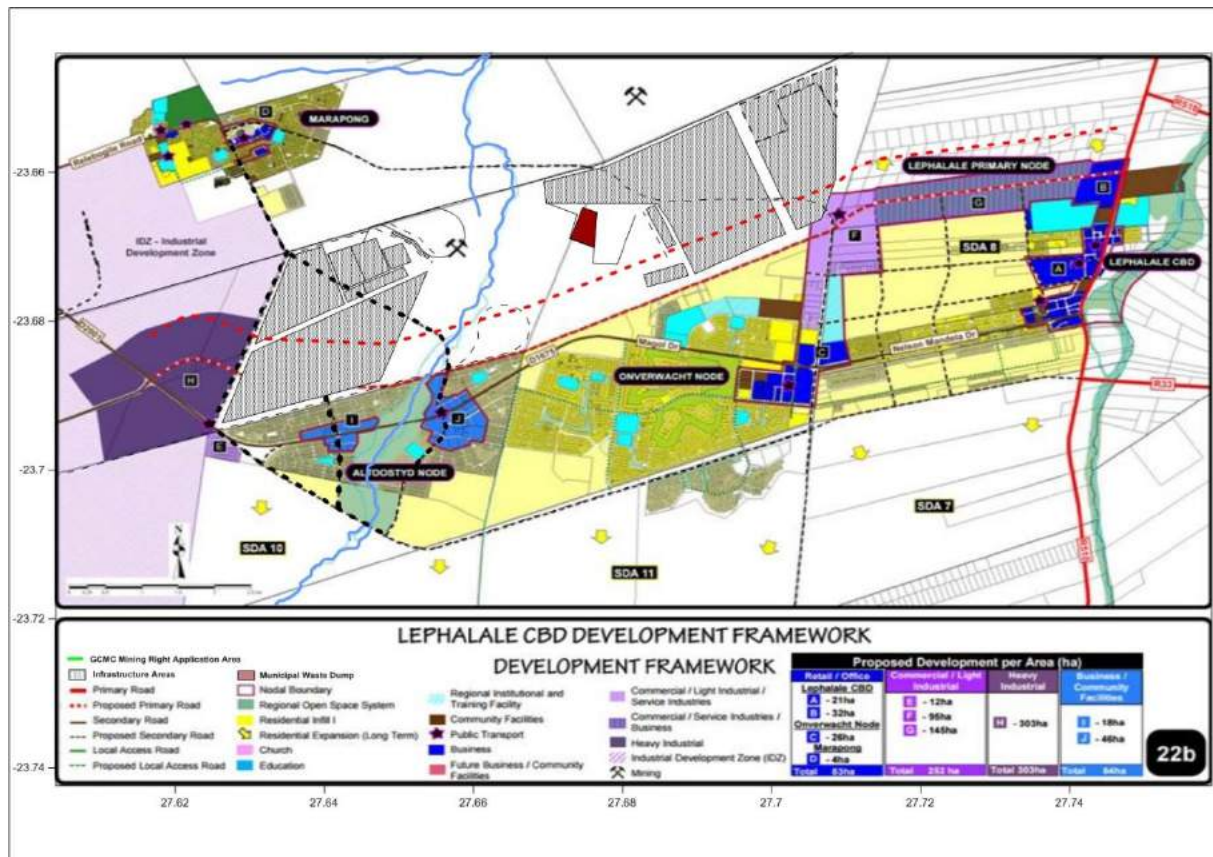 MARAPONG
D
Relebogile Road
IDZ - Industrial
Development Zone
LEPHALALE PRIMARY NODE
R518
B
G
F
SDA 8
LEPHALALE CBD
A
H
D1675
Magol Dr
C
Nelson Mandela Dr
R33
ONVERWACHT NODE
I
J
E
ALTOOSTYD NODE
SDA 7
SDA 10
SDA 11
R510
N
-23.66
-23.68
-23.7
-23.72
-23.74
27.62
27.64
27.66
27.68
27.7
27.72
27.74
LEPHALALE CBD DEVELOPMENT FRAMEWORK
DEVELOPMENT FRAMEWORK
GCMC Mining Right Application Area
Infrastructure Areas
Primary Road
Proposed Primary Road
Secondary Road
Proposed Secondary Road
Local Access Road
Proposed Local Access Road
Municipal Waste Dump
Nodal Boundary
Regional Open Space System
Residential Infill I
Residential Expansion (Long Term)
Church
Education
Regional Institutional and
Training Facility
Community Facilities
Public Transport
Business
Future Business / Community
Facilities
Commercial / Light Industrial /
Service Industries
Commercial / Service Industries /
Business
Heavy Industrial
Industrial Development Zone (IDZ)
Mining
Proposed Development per Area (ha)
Retail / Office
Lephalale CBD
A - 21ha
B - 32ha
Onverwacht Node
C - 26ha
Marapong
D - 4ha
Total 83ha
Commercial / Light
Industrial
E - 12ha
F - 95ha
G - 145ha
Total 252 ha
Heavy
Industrial
H - 303ha
Total 303ha
Business /
Community
Facilities
I - 18ha
J - 46ha
Total 64ha
22b